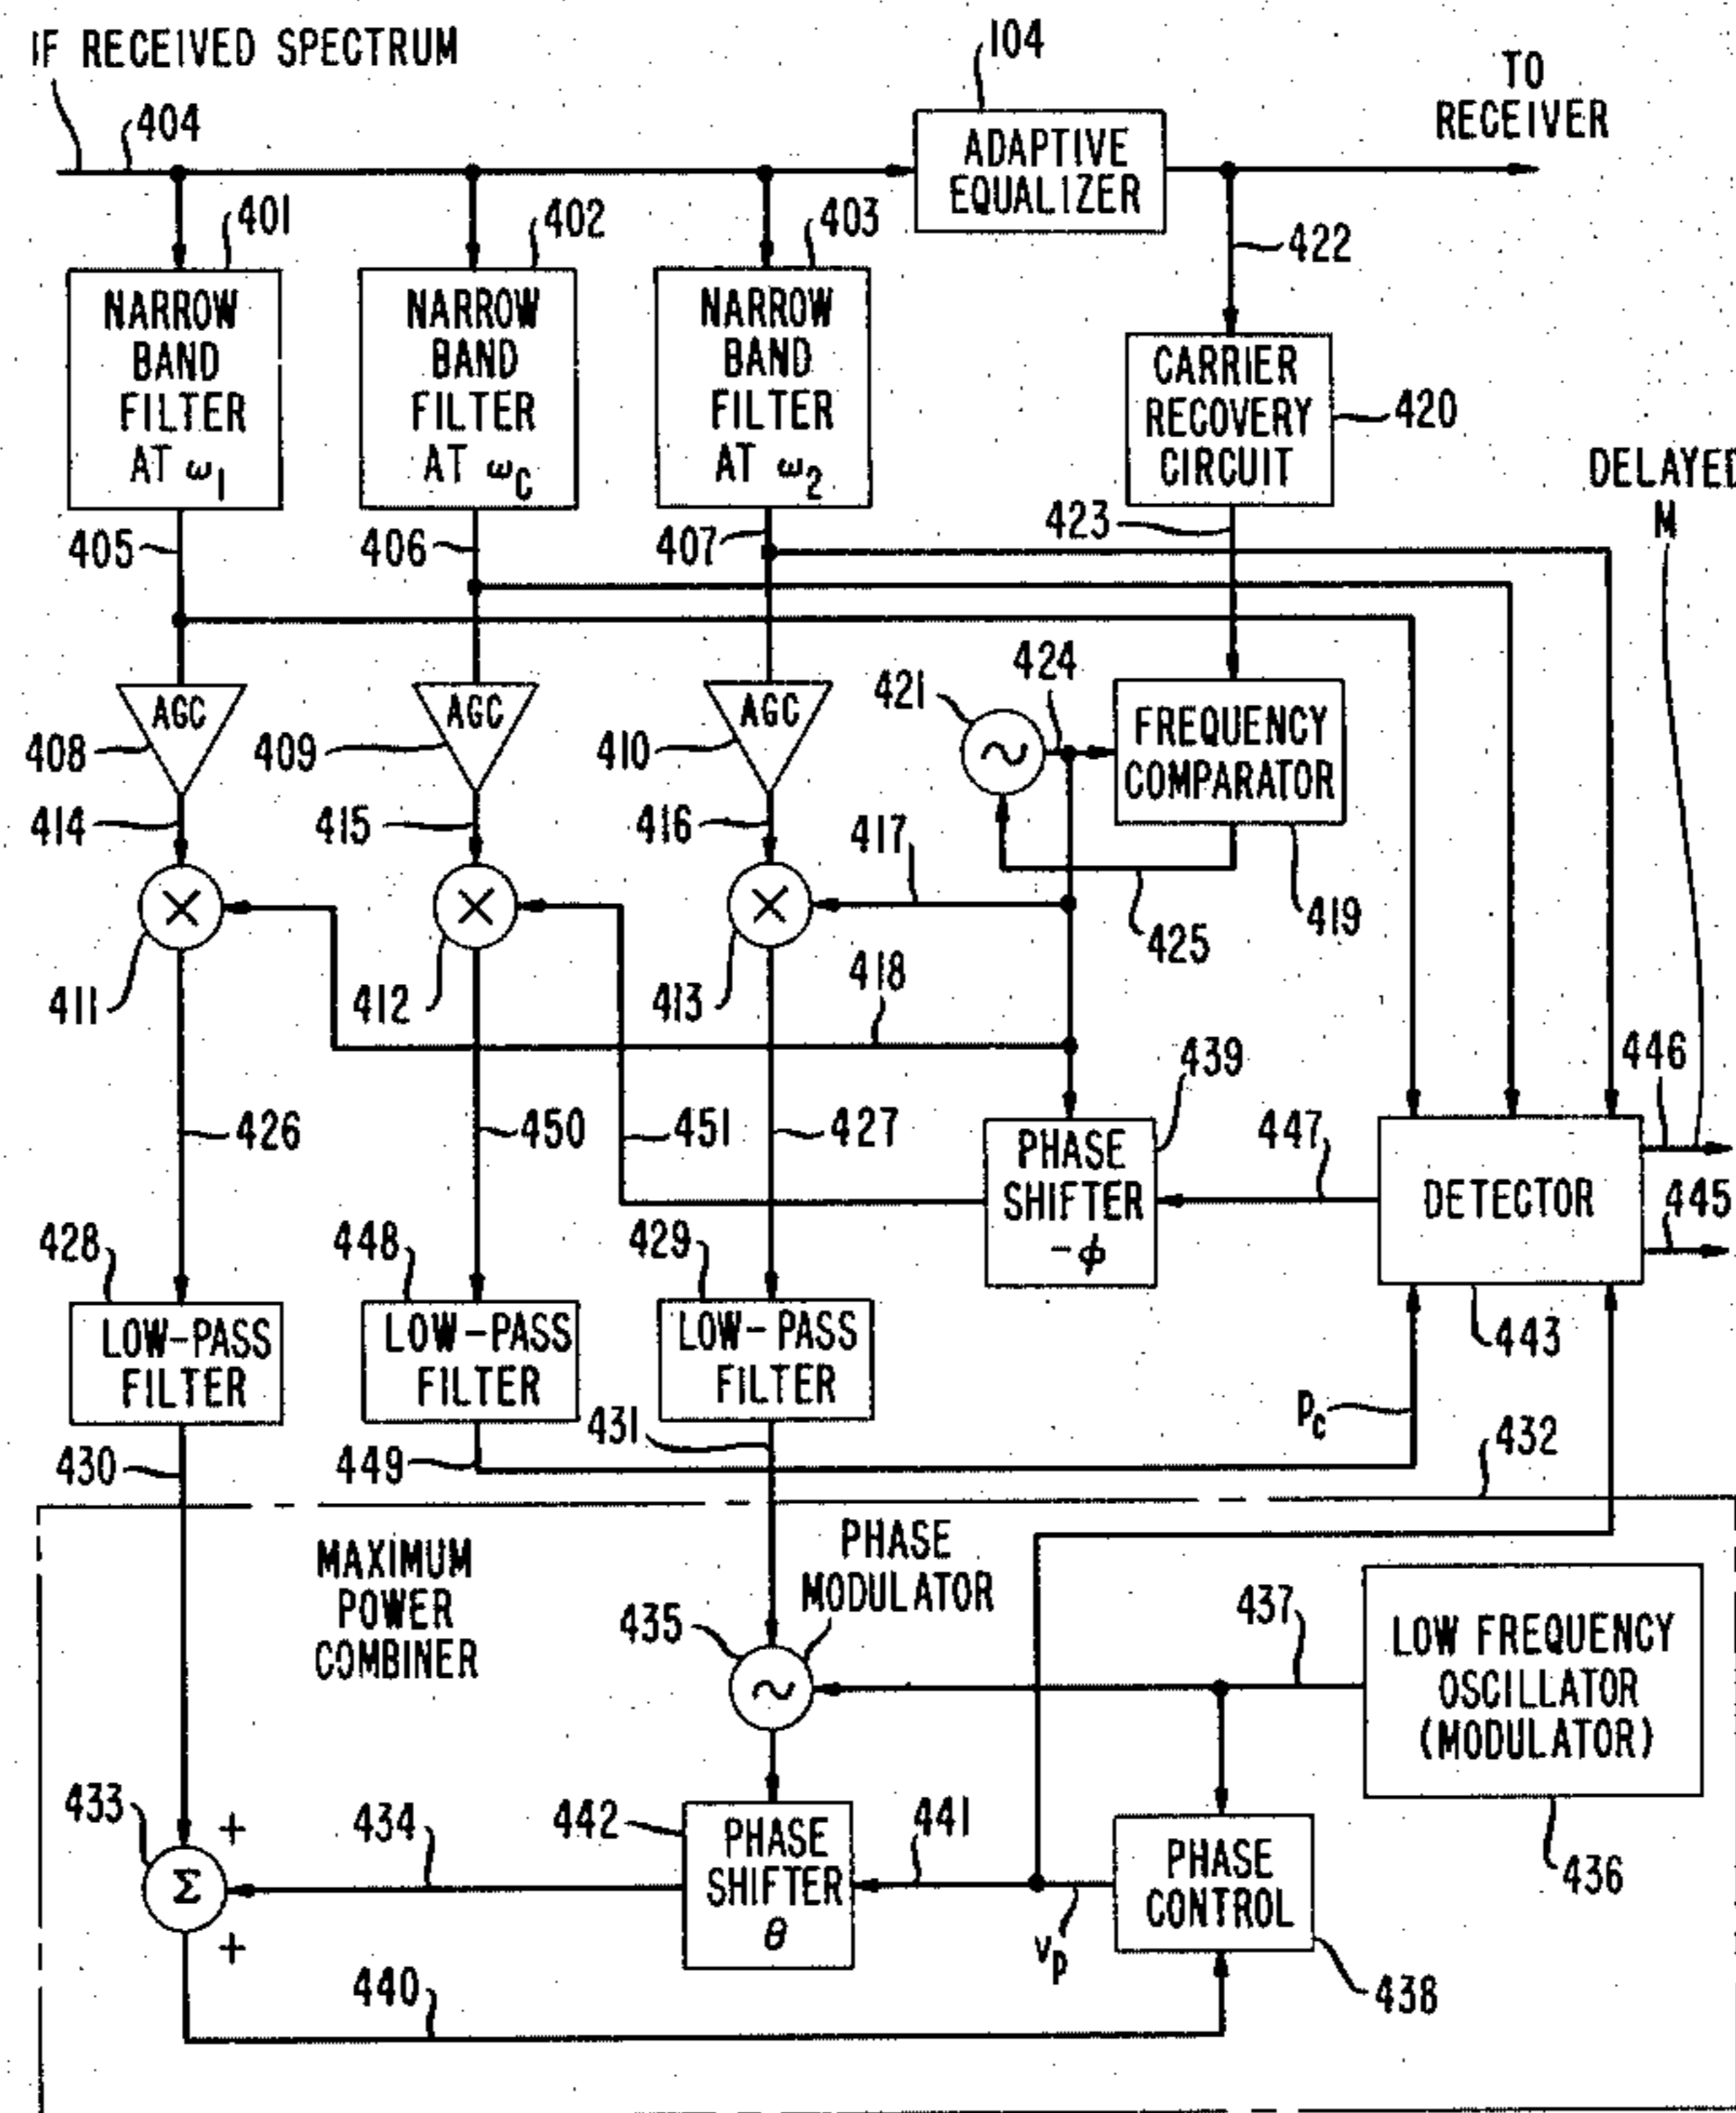 IF RECEIVED SPECTRUM
404
104
TO
RECEIVER
ADAPTIVE
EQUALIZER
401
402
403
422
NARROW
BAND
FILTER
AT ω1
NARROW
BAND
FILTER
AT ωC
NARROW
BAND
FILTER
AT ω2
CARRIER
RECOVERY
CIRCUIT
420
DELAYED
M
405
406
407
423
424
421
AGC
AGC
AGC
408
409
410
FREQUENCY
COMPARATOR
414
415
416
417
×
×
×
419
425
411
412
413
418
439
446
426
450
451
427
PHASE
SHIFTER
-ϕ
447
DETECTOR
445
428
448
429
443
LOW-PASS
FILTER
LOW-PASS
FILTER
LOW-PASS
FILTER
Pc
432
430
449
431
MAXIMUM
POWER
COMBINER
PHASE
MODULATOR
435
437
LOW FREQUENCY
OSCILLATOR
(MODULATOR)
433
+
434
442
PHASE
SHIFTER
θ
441
PHASE
CONTROL
436
Σ
+
Vp
440
438